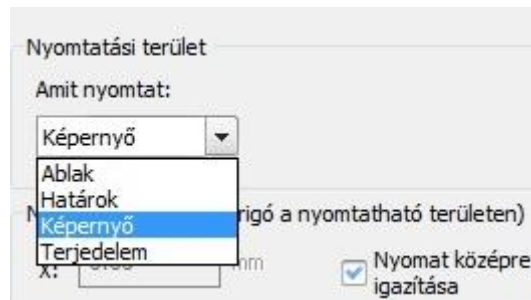 Nyomtatási terület
Amit nyomtat:
Képernyő
Ablak
Határok
Képernyő
Terjedelem
N rigó a nyomtatható területen)
X: mm
Nyomat középre
igazítása